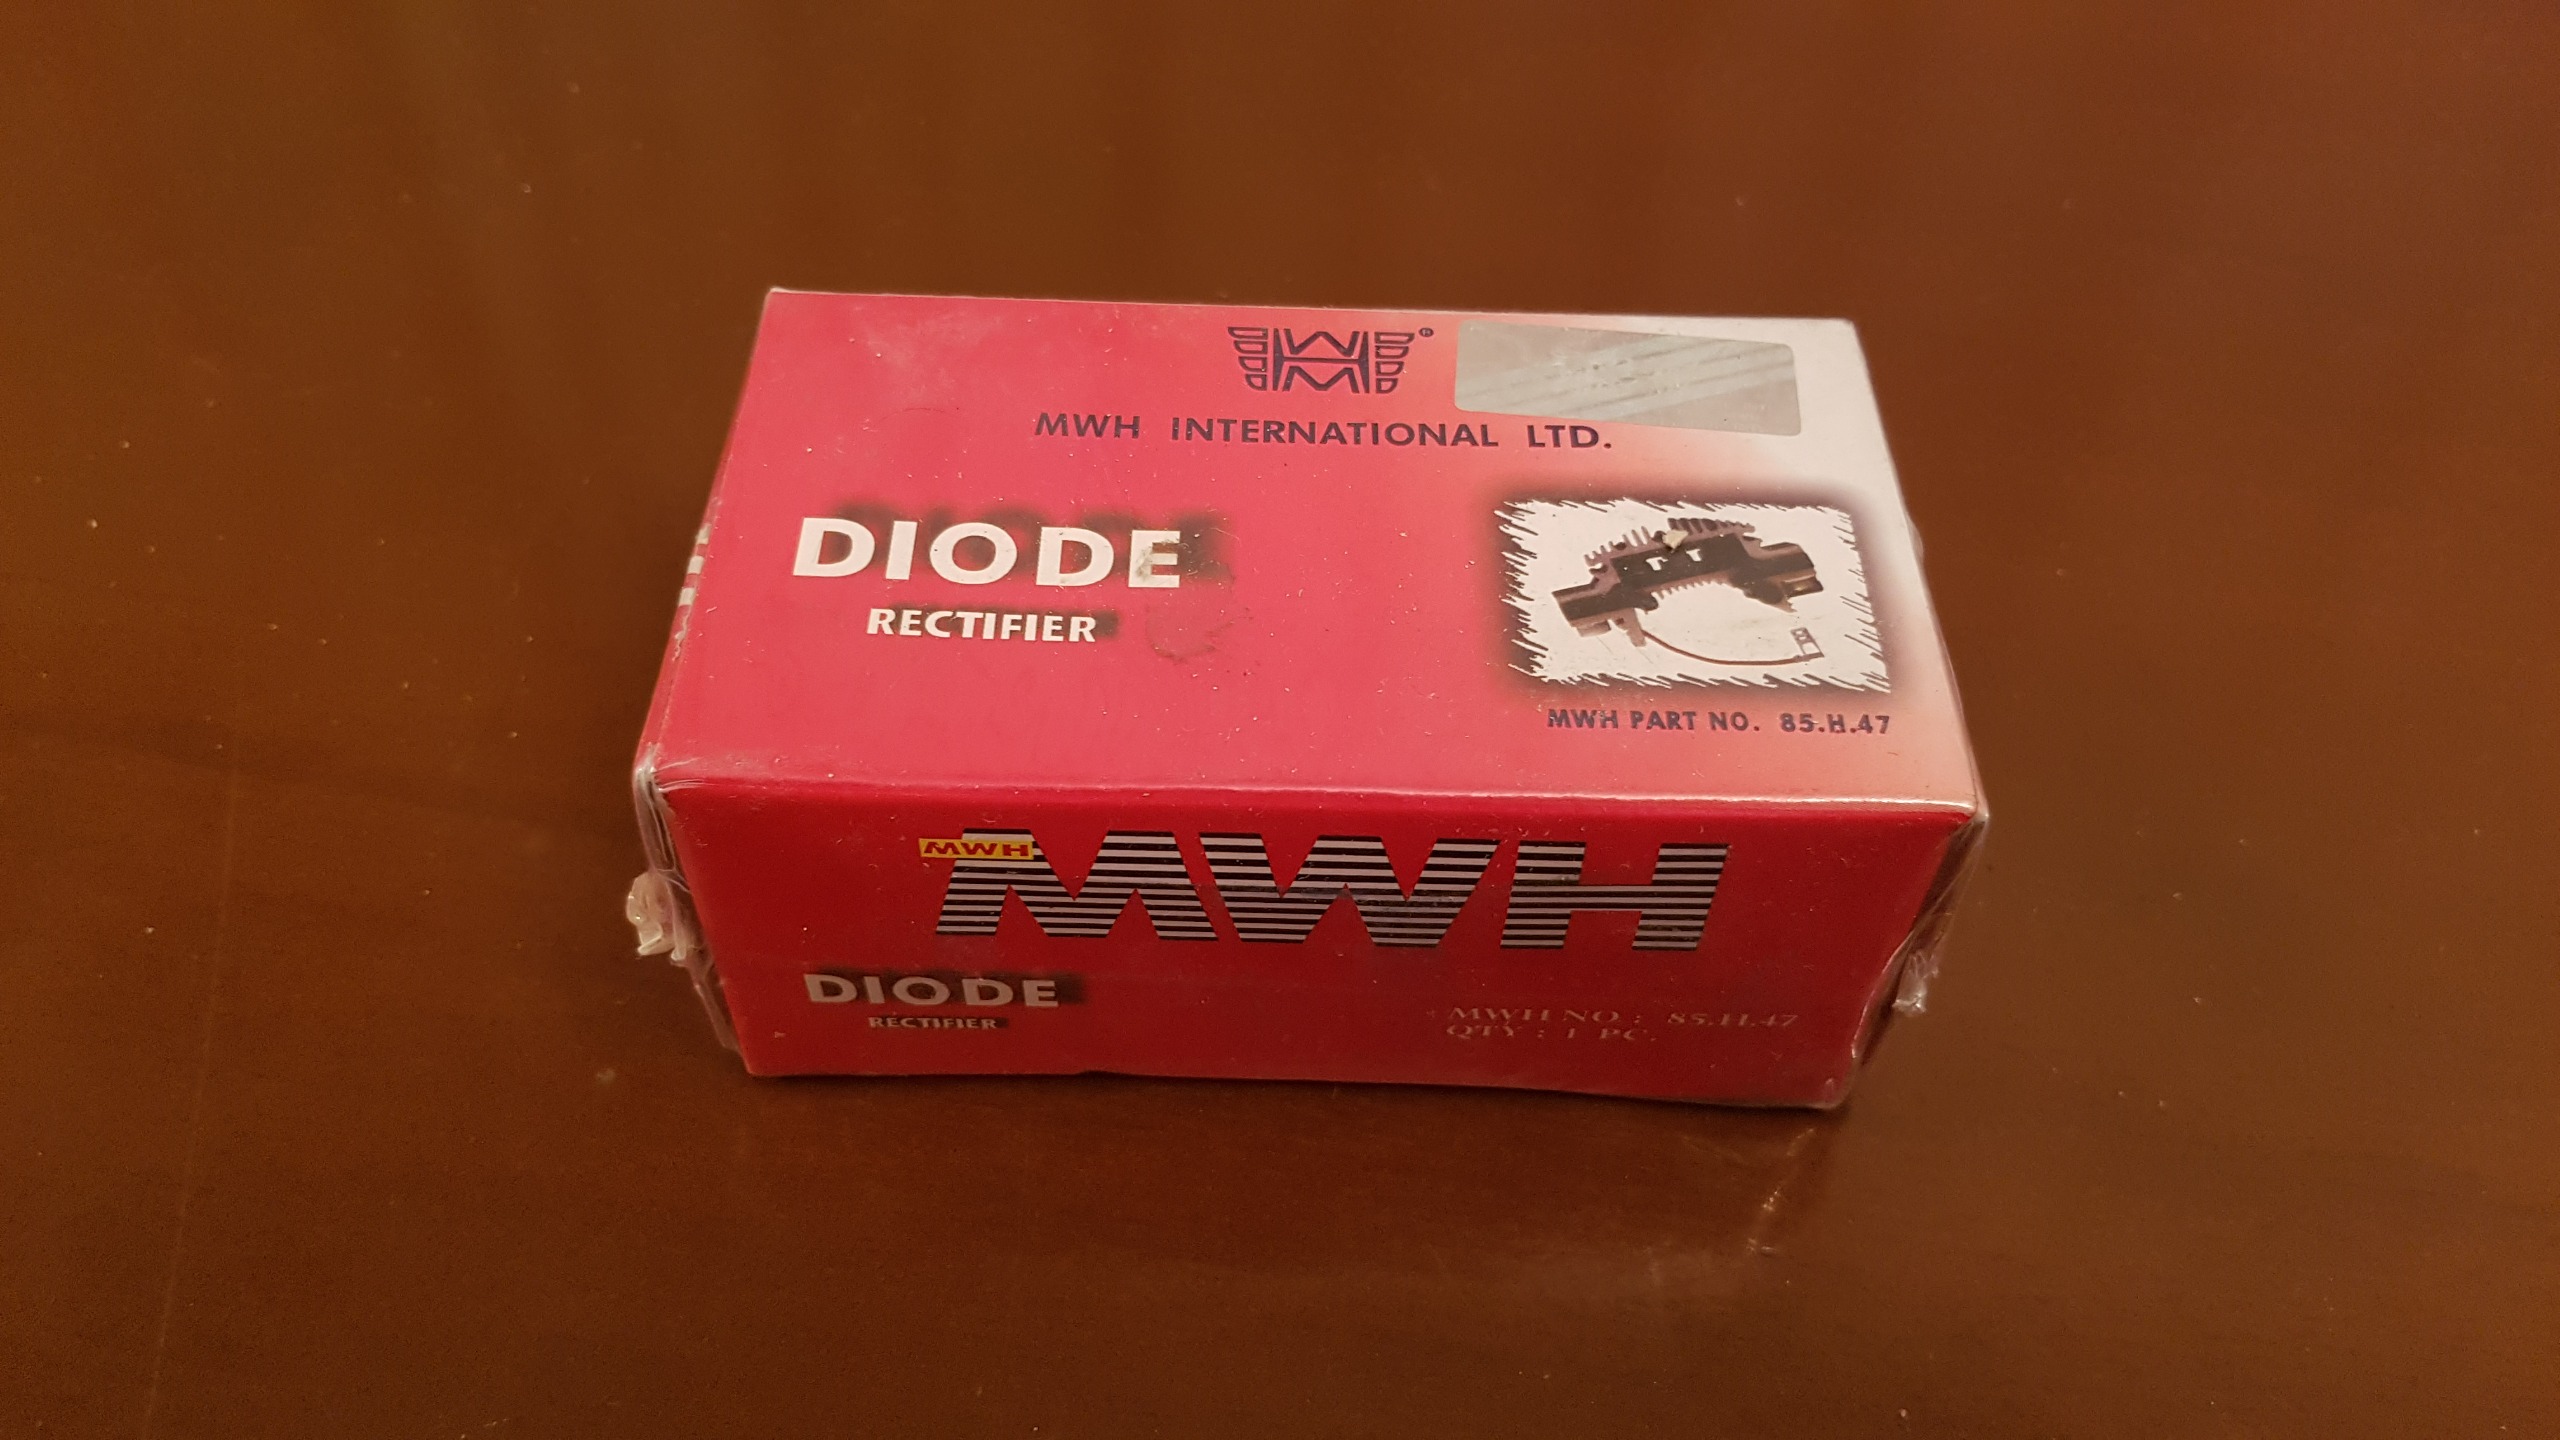 MWH
MWH INTERNATIONAL LTD.
DIODE
RECTIFIER
MWH PART NO. 85.H.47
MWH
MWH
DIODE
RECTIFIER
MWH NO : 85.H.47
QTY : 1 PC.